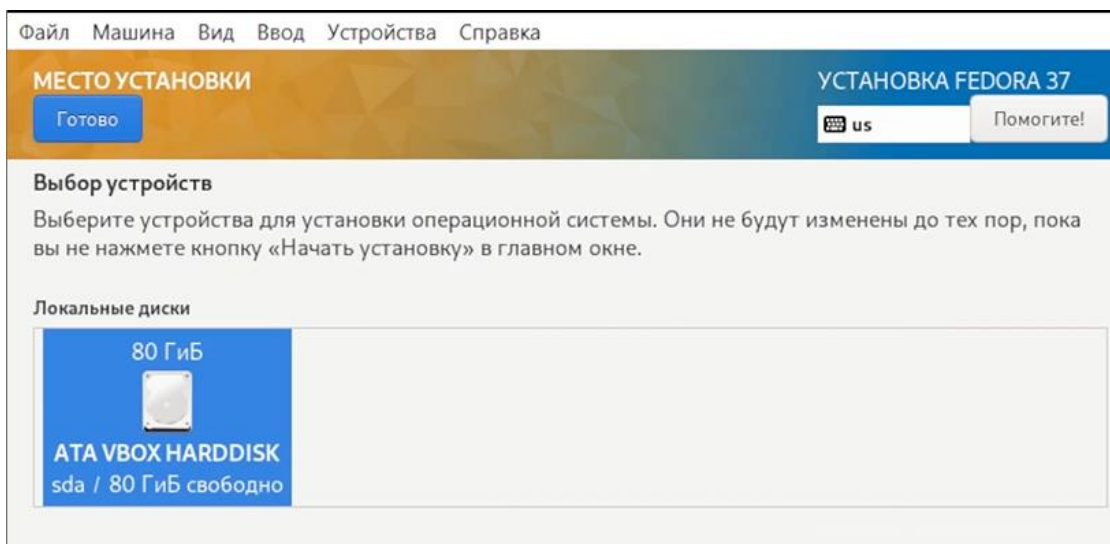 Файл Машина Вид Ввод Устройства Справка
МЕСТО УСТАНОВКИ
УСТАНОВКА FEDORA 37
Готово
us
Помогите!
Выбор устройств
Выберите устройства для установки операционной системы. Они не будут изменены до тех пор, пока
вы не нажмете кнопку «Начать установку» в главном окне.
Локальные диски
80 ГиБ
ATA VBOX HARDDISK
sda / 80 ГиБ свободно